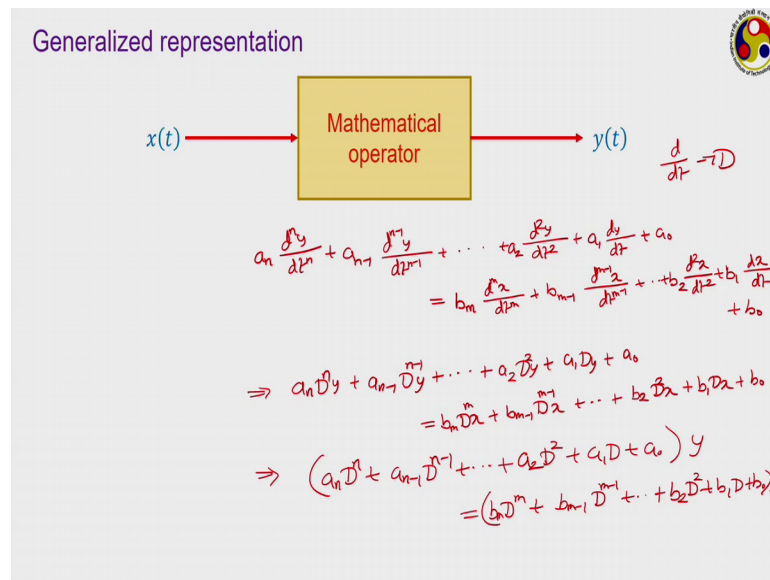 Generalized representation
x(t)
Mathematical
operator
y(t)
d/dt → D
aₙ dⁿy/dtⁿ + aₙ₋₁ dⁿ⁻¹y/dtⁿ⁻¹ + ⋯ + a₂ d²y/dt² + a₁ dy/dt + a₀
= bₘ dᵐx/dtᵐ + bₘ₋₁ dᵐ⁻¹x/dtᵐ⁻¹ + ⋯ + b₂ d²x/dt² + b₁ dx/dt
+ b₀
⇒ aₙDⁿy + aₙ₋₁Dⁿ⁻¹y + ⋯ + a₂D²y + a₁Dy + a₀
= bₘDᵐx + bₘ₋₁Dᵐ⁻¹x + ⋯ + b₂D²x + b₁Dx + b₀
⇒ (aₙDⁿ + aₙ₋₁Dⁿ⁻¹ + ⋯ + a₂D² + a₁D + a₀) y
= (bₘDᵐ + bₘ₋₁Dᵐ⁻¹ + ⋯ + b₂D² + b₁D + b₀)